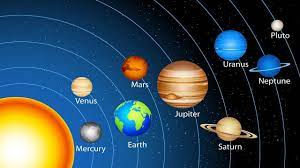 Pluto
Uranus
Neptune
Mars
Venus
Jupiter
Earth
Mercury
Saturn